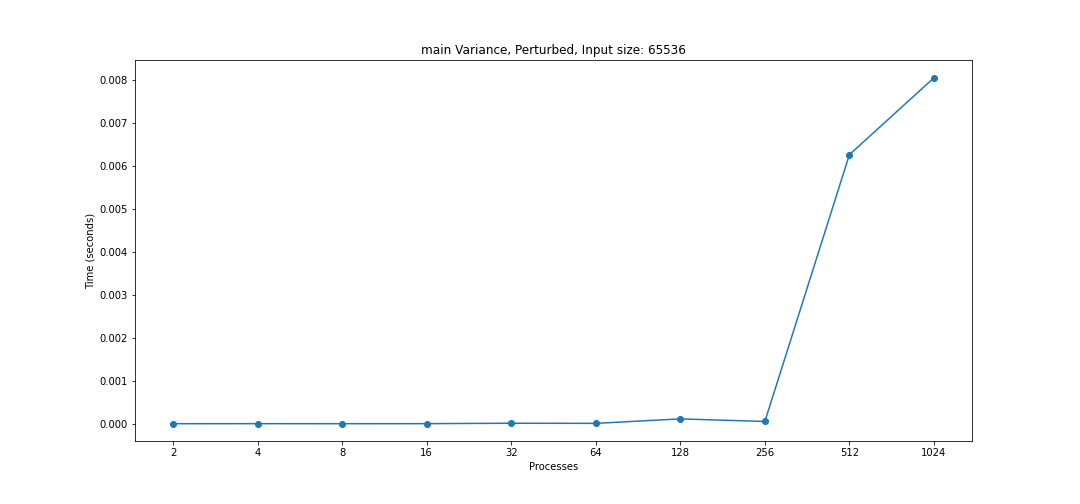 main Variance, Perturbed, Input size: 65536
0.008
0.007
0.006
0.005
0.004
0.003
0.002
0.001
0.000
Time (seconds)
2 4 8 16 32 64 128 256 512 1024
Processes